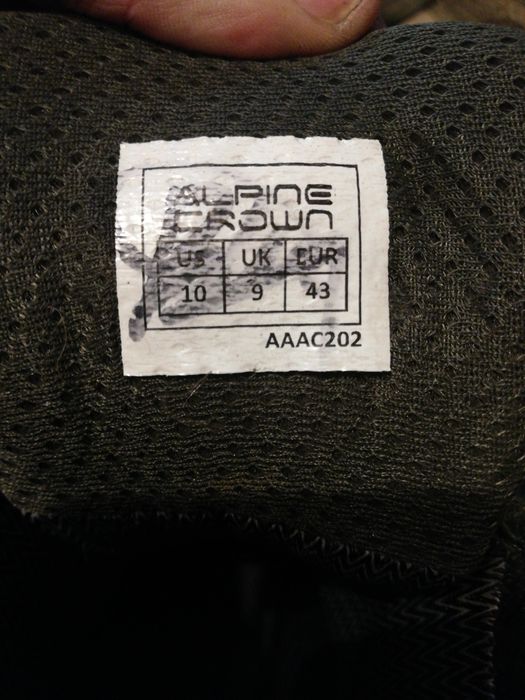 ALPINE
CROWN
US UK EUR
10 9 43
AAAC202